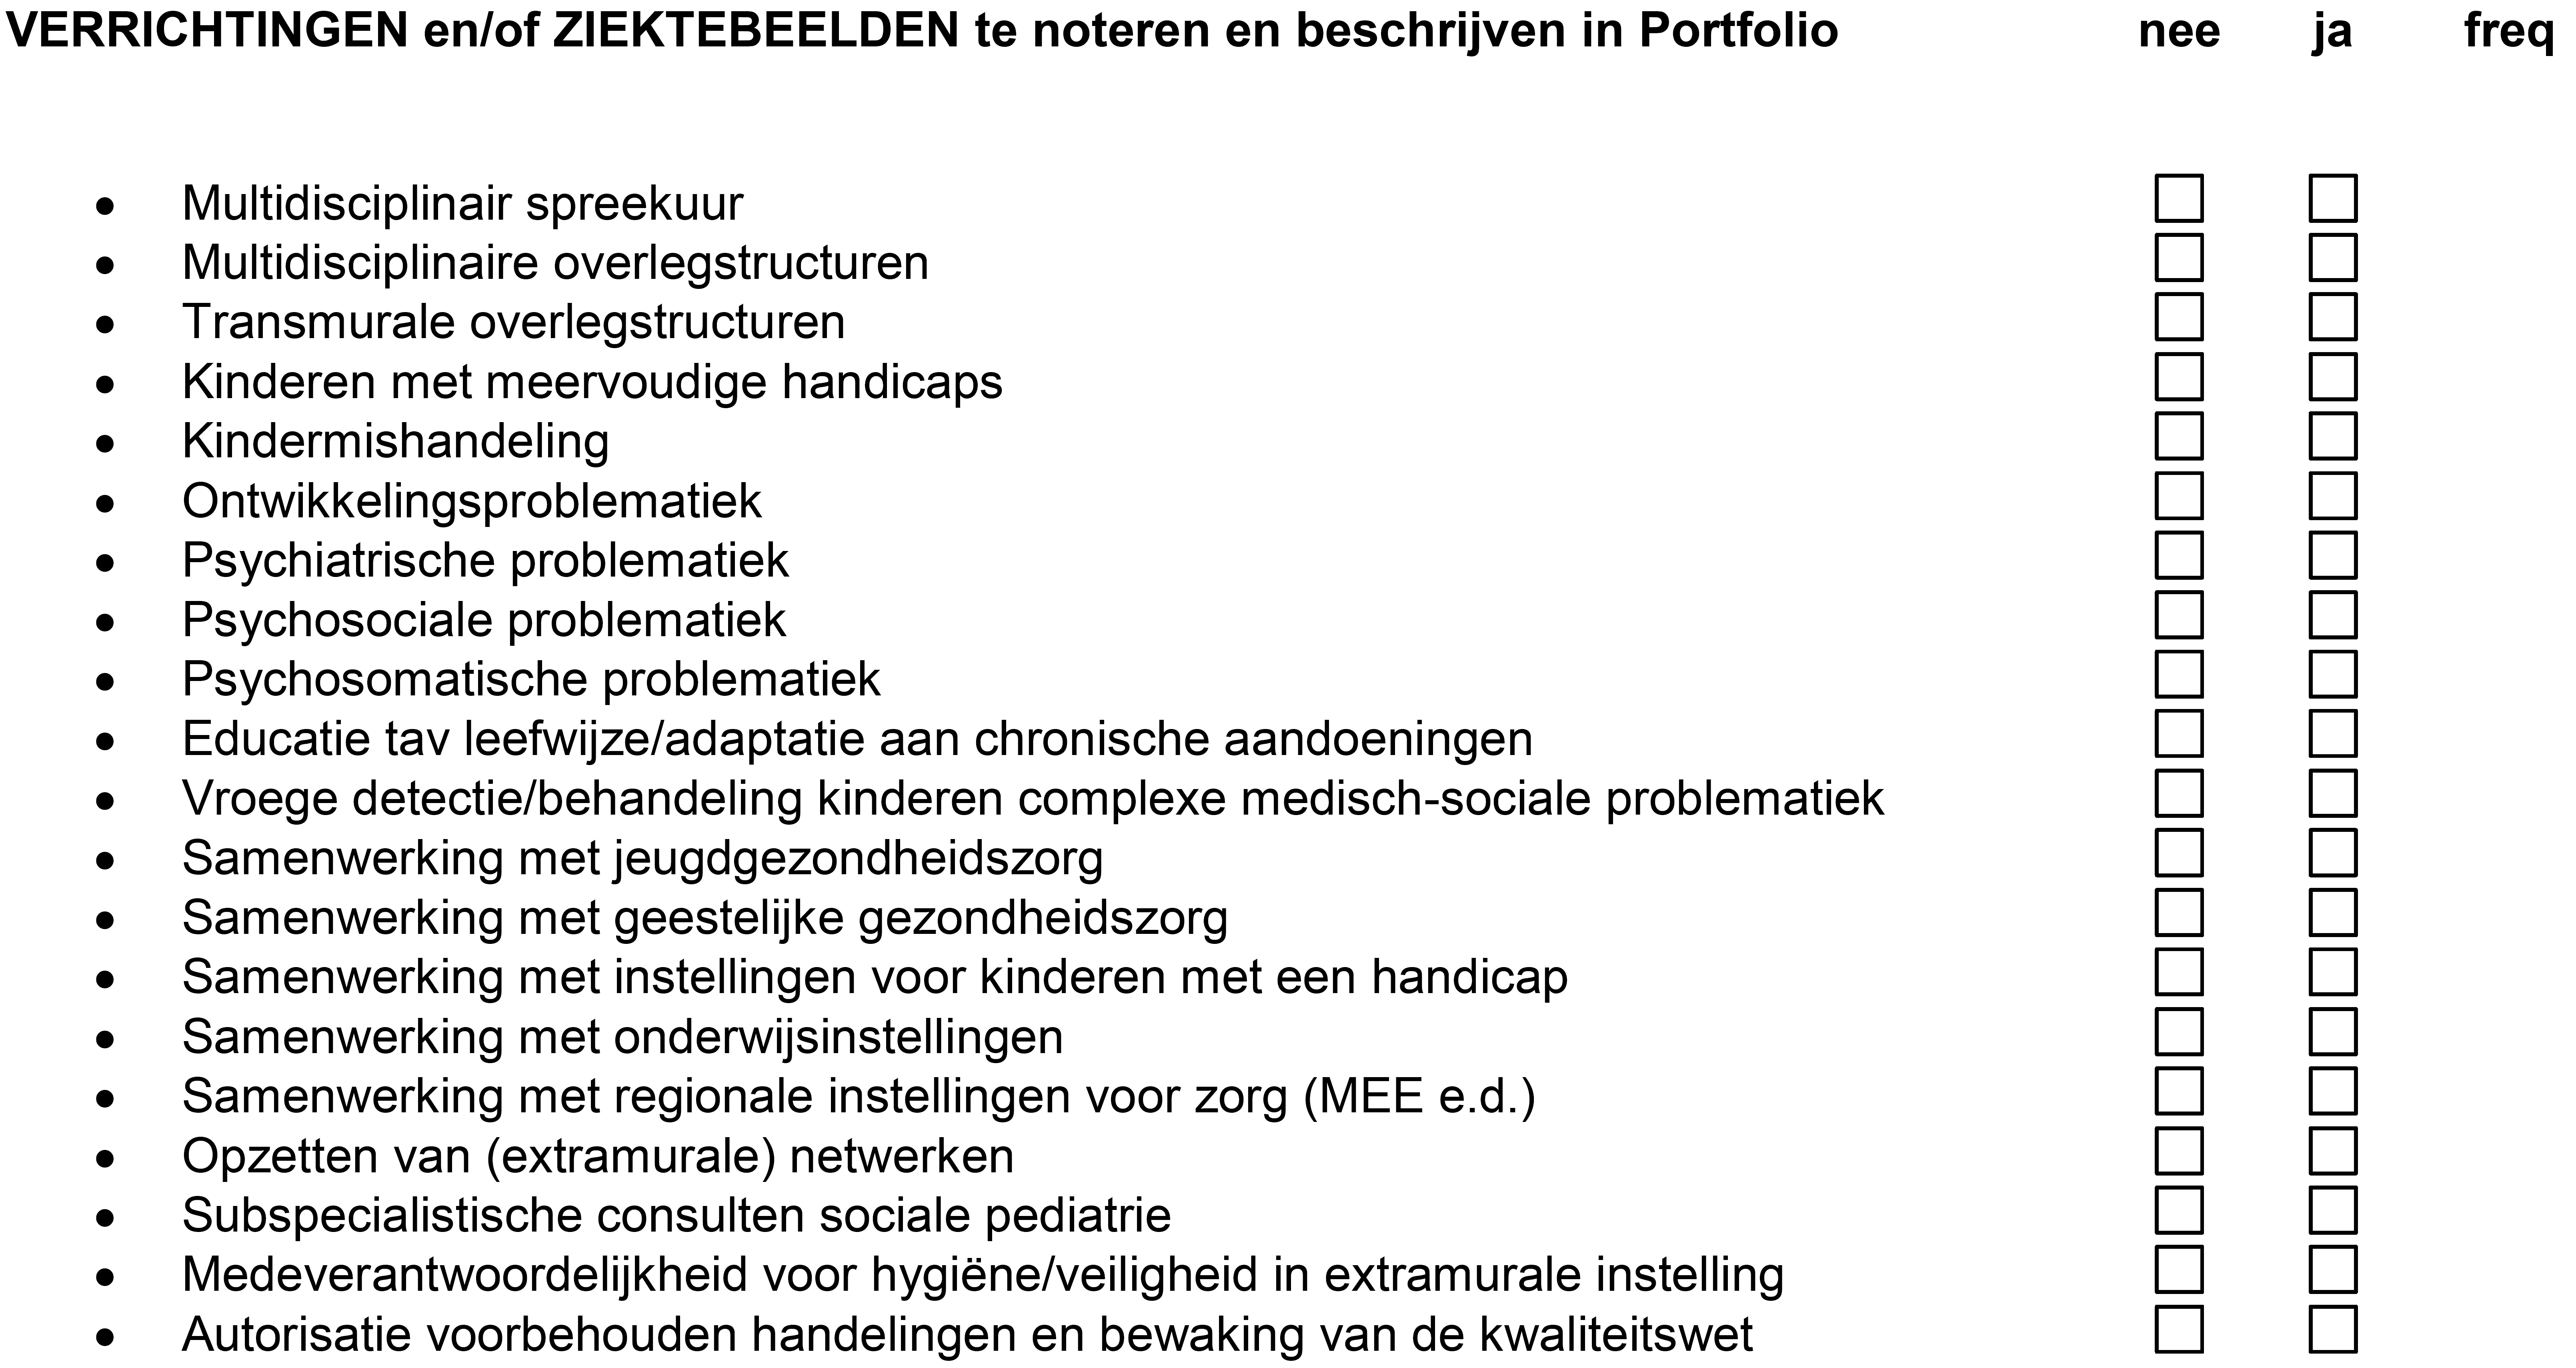 VERRICHTINGEN en/of ZIEKTEBEELDEN te noteren en beschrijven in Portfolio nee ja freq
• Multidisciplinair spreekuur ☐ ☐
• Multidisciplinaire overlegstructuren ☐ ☐
• Transmurale overlegstructuren ☐ ☐
• Kinderen met meervoudige handicaps ☐ ☐
• Kindermishandeling ☐ ☐
• Ontwikkelingsproblematiek ☐ ☐
• Psychiatrische problematiek ☐ ☐
• Psychosociale problematiek ☐ ☐
• Psychosomatische problematiek ☐ ☐
• Educatie tav leefwijze/adaptatie aan chronische aandoeningen ☐ ☐
• Vroege detectie/behandeling kinderen complexe medisch-sociale problematiek ☐ ☐
• Samenwerking met jeugdgezondheidszorg ☐ ☐
• Samenwerking met geestelijke gezondheidszorg ☐ ☐
• Samenwerking met instellingen voor kinderen met een handicap ☐ ☐
• Samenwerking met onderwijsinstellingen ☐ ☐
• Samenwerking met regionale instellingen voor zorg (MEE e.d.) ☐ ☐
• Opzetten van (extramurale) netwerken ☐ ☐
• Subspecialistische consulten sociale pediatrie ☐ ☐
• Medeverantwoordelijkheid voor hygiëne/veiligheid in extramurale instelling ☐ ☐
• Autorisatie voorbehouden handelingen en bewaking van de kwaliteitswet ☐ ☐